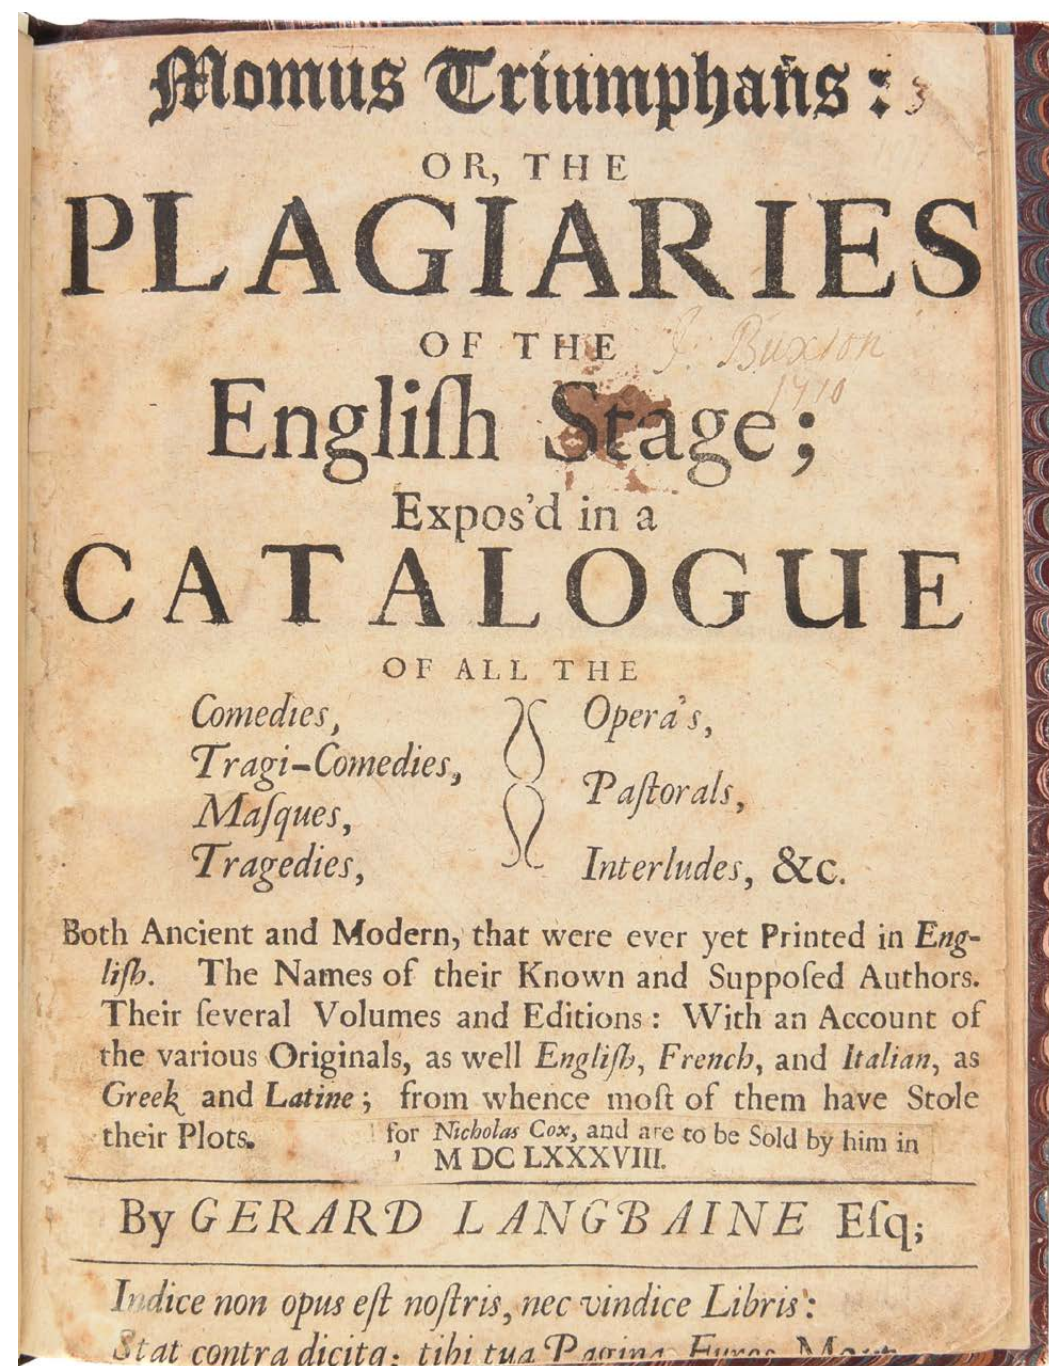 Momus Triumphans: 3
OR, THE
PLAGIARIES
OF THE
Engliſh Stage;
J. Buxton
1910
Expos'd in a
CATALOGUE
OF ALL THE
Comedies,
Tragi-Comedies,
Maſques,
Tragedies,
Opera's,
Paſtorals,
Interludes, &c.
Both Ancient and Modern, that were ever yet Printed in Eng-
liſh. The Names of their Known and Suppoſed Authors.
Their ſeveral Volumes and Editions: With an Account of
the various Originals, as well Engliſh, French, and Italian, as
Greek and Latine; from whence moſt of them have Stole
their Plots.
for Nicholas Cox, and are to be Sold by him in
M DC LXXXVIII.
By GERARD LANGBAINE Eſq;
Indice non opus eſt noſtris, nec vindice Libris:
Stat contra dicitq; tibi tua Pagina